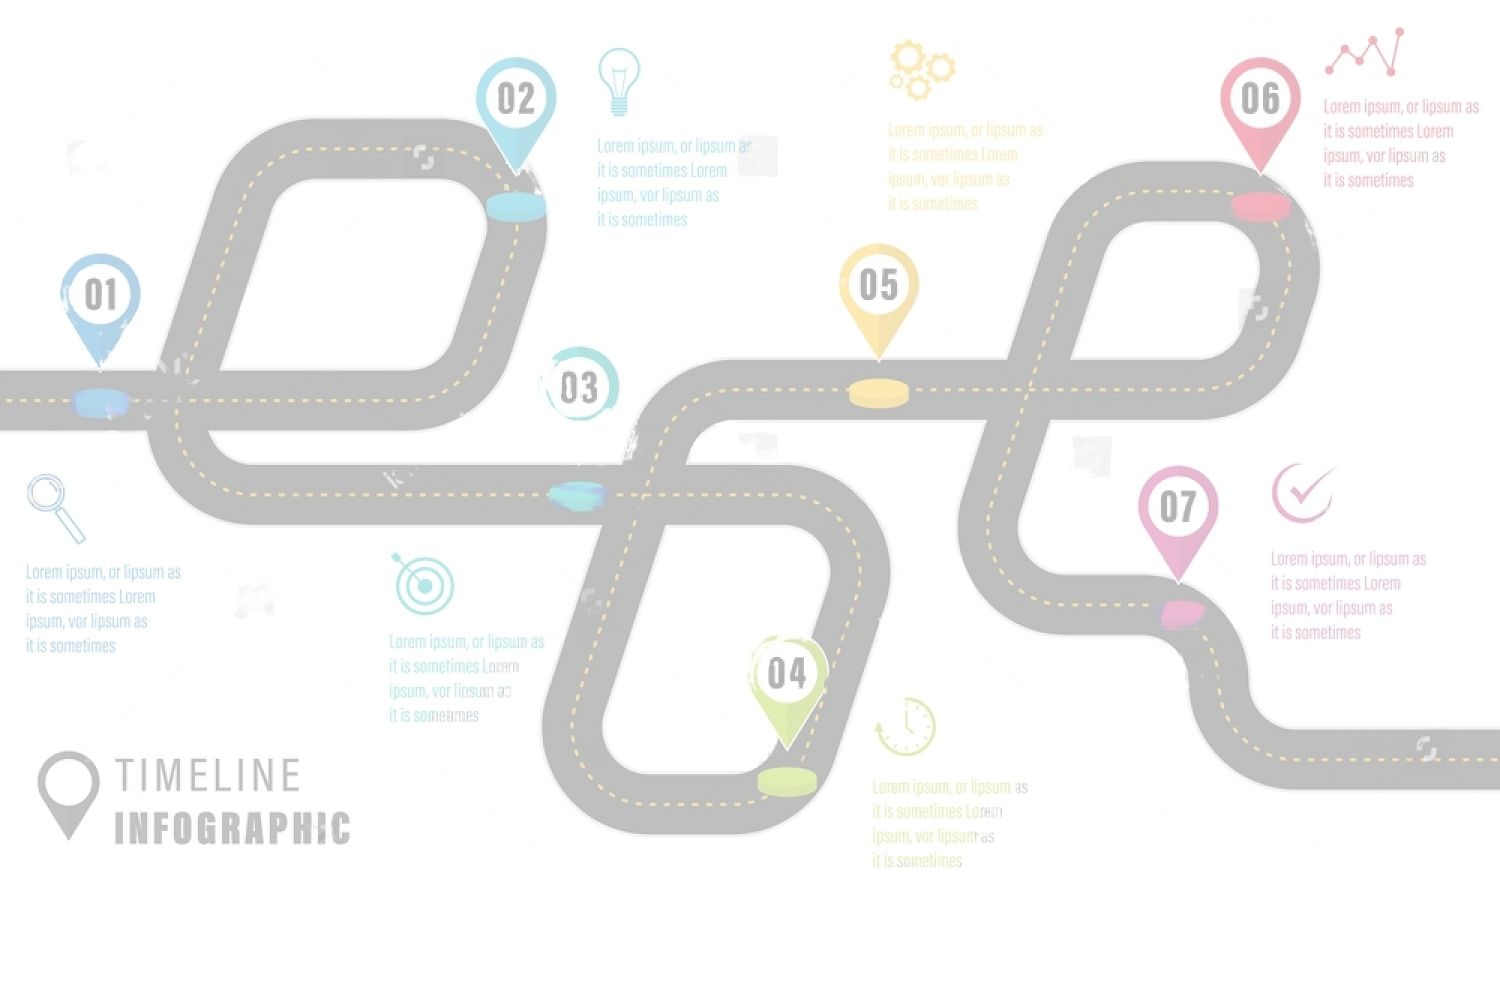 01
Lorem ipsum, or lipsum as
it is sometimes Lorem
ipsum, vor lipsum as
it is sometimes
02
Lorem ipsum, or lipsum as
it is sometimes Lorem
ipsum, vor lipsum as
it is sometimes
03
Lorem ipsum, or lipsum as
it is sometimes Lorem
ipsum, vor lipsum as
it is sometimes
04
Lorem ipsum, or lipsum as
it is sometimes Lorem
ipsum, vor lipsum as
it is sometimes
05
Lorem ipsum, or lipsum as
it is sometimes Lorem
ipsum, vor lipsum as
it is sometimes
06
Lorem ipsum, or lipsum as
it is sometimes Lorem
ipsum, vor lipsum as
it is sometimes
07
Lorem ipsum, or lipsum as
it is sometimes Lorem
ipsum, vor lipsum as
it is sometimes
TIMELINE
INFOGRAPHIC